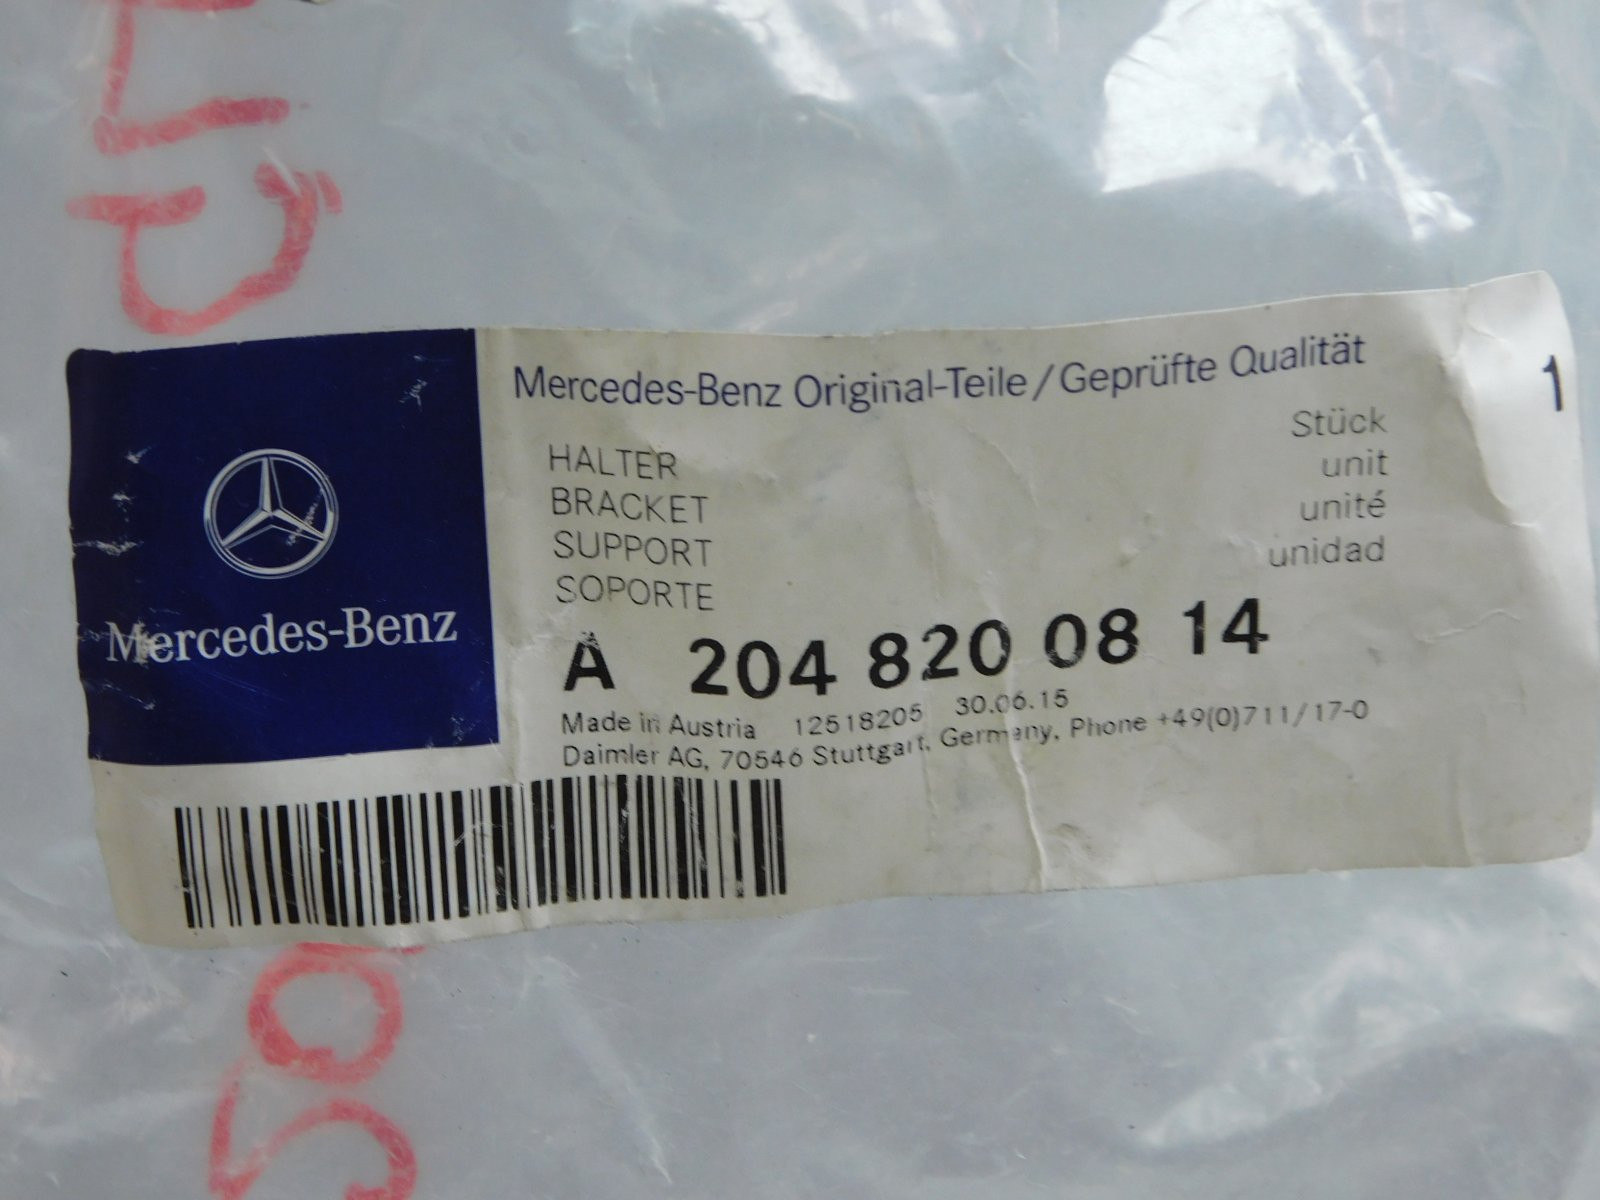 Mercedes-Benz
Mercedes-Benz Original-Teile/Geprüfte Qualität
1
Stück
unit
unité
unidad
HALTER
BRACKET
SUPPORT
SOPORTE
A 204 820 08 14
Made in Austria 12518205 30.06.15
Daimler AG, 70546 Stuttgart, Germany, Phone +49(0)711/17-0